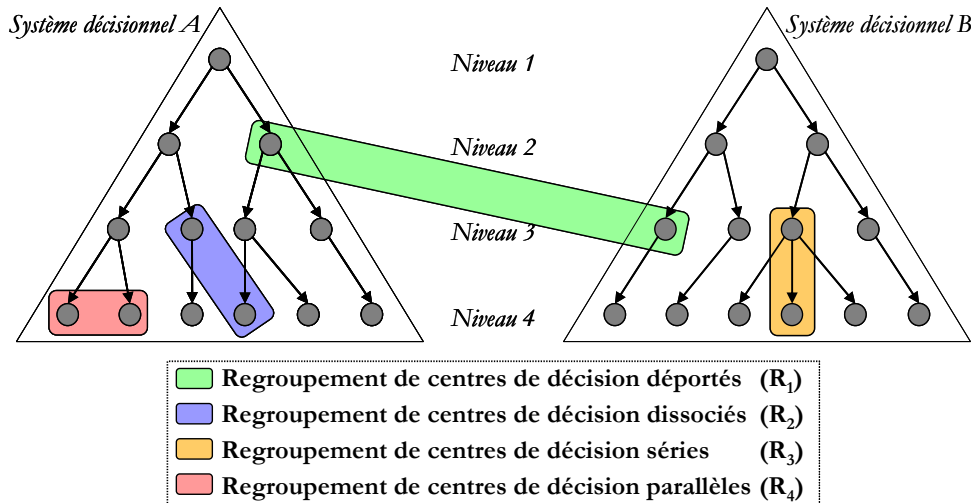 Système décisionnel A
Système décisionnel B
Niveau 1
Niveau 2
Niveau 3
Niveau 4
Regroupement de centres de décision déportés (R₁)
Regroupement de centres de décision dissociés (R₂)
Regroupement de centres de décision séries (R₃)
Regroupement de centres de décision parallèles (R₄)